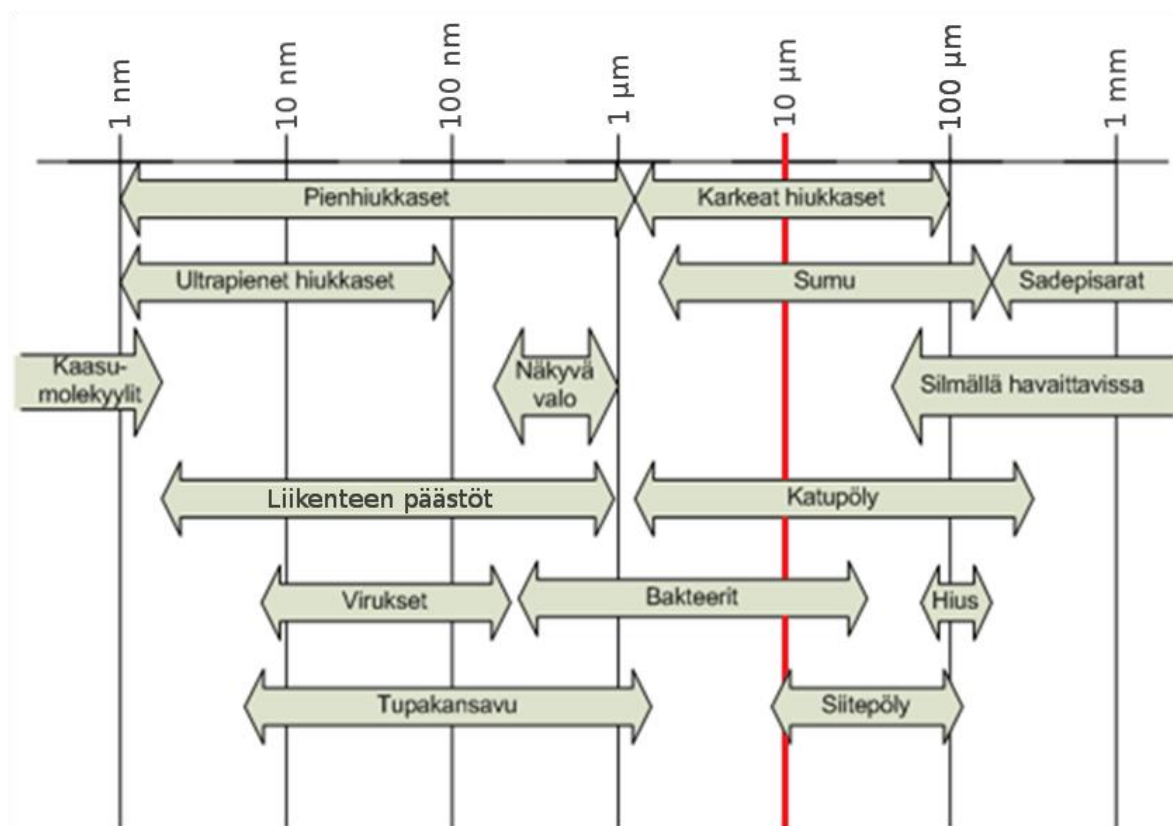 1 nm
10 nm
100 nm
1 µm
10 µm
100 µm
1 mm
Pienhiukkaset
Karkeat hiukkaset
Ultrapienet hiukkaset
Sumu
Sadepisarat
Kaasu-
molekyylit
Näkyvä
valo
Silmällä havaittavissa
Liikenteen päästöt
Katupöly
Virukset
Bakteerit
Hius
Tupakansavu
Siitepöly